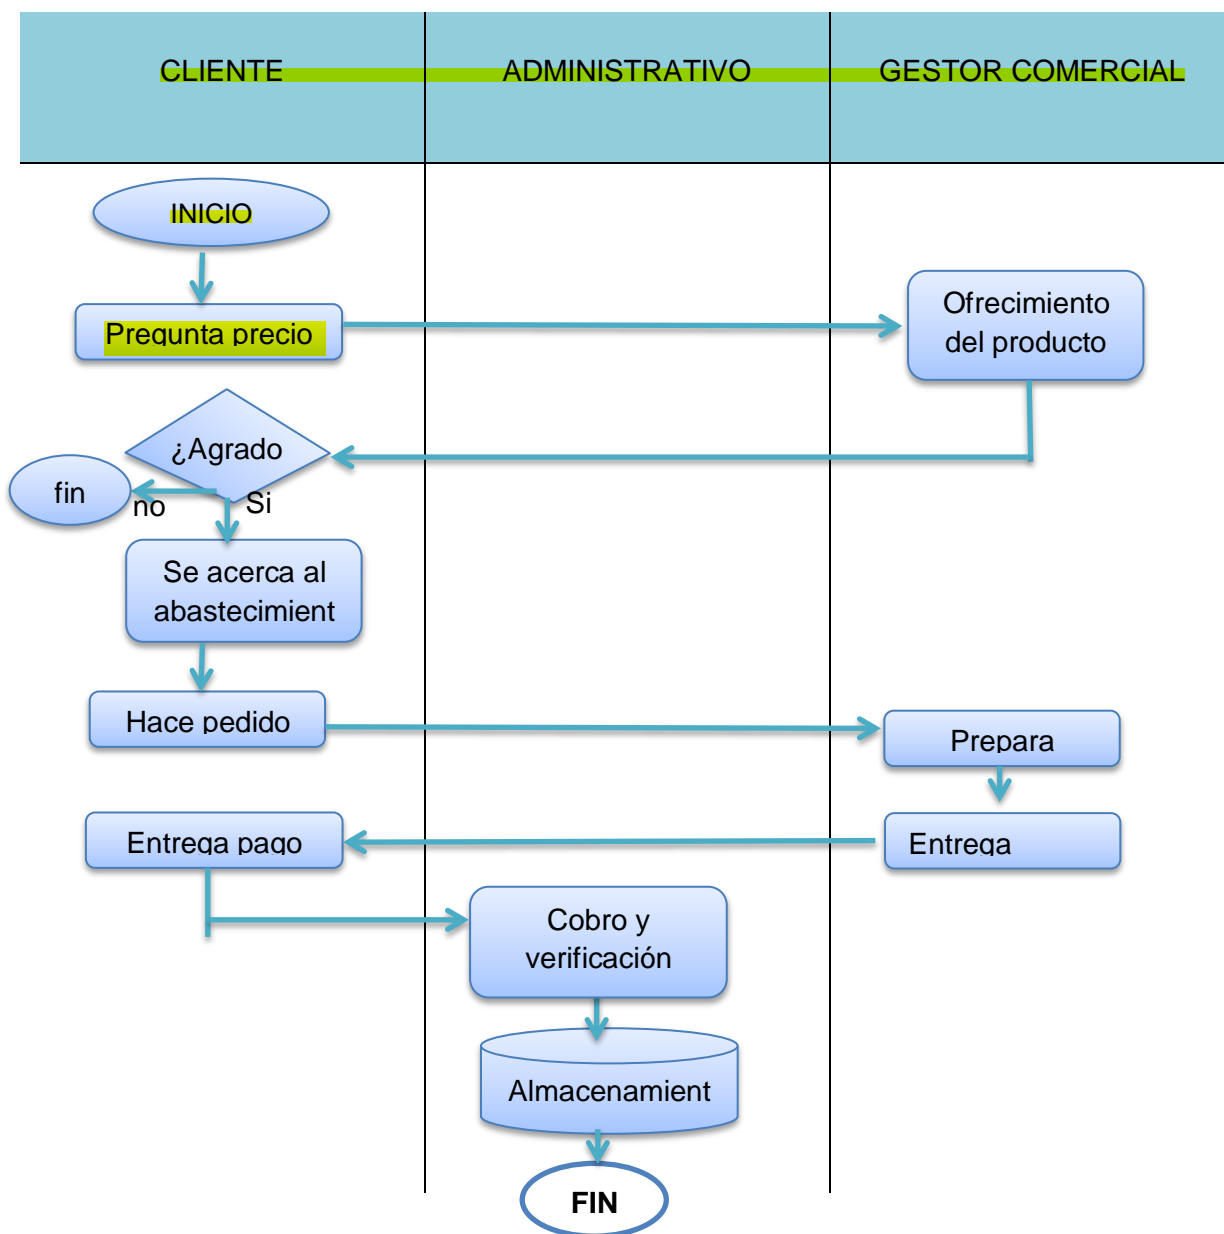 CLIENTE
ADMINISTRATIVO
GESTOR COMERCIAL
INICIO
Pregunta precio
Ofrecimiento
del producto
¿Agrado
fin
no
Si
Se acerca al
abastecimient
Hace pedido
Prepara
Entrega pago
Entrega
Cobro y
verificación
Almacenamient
FIN